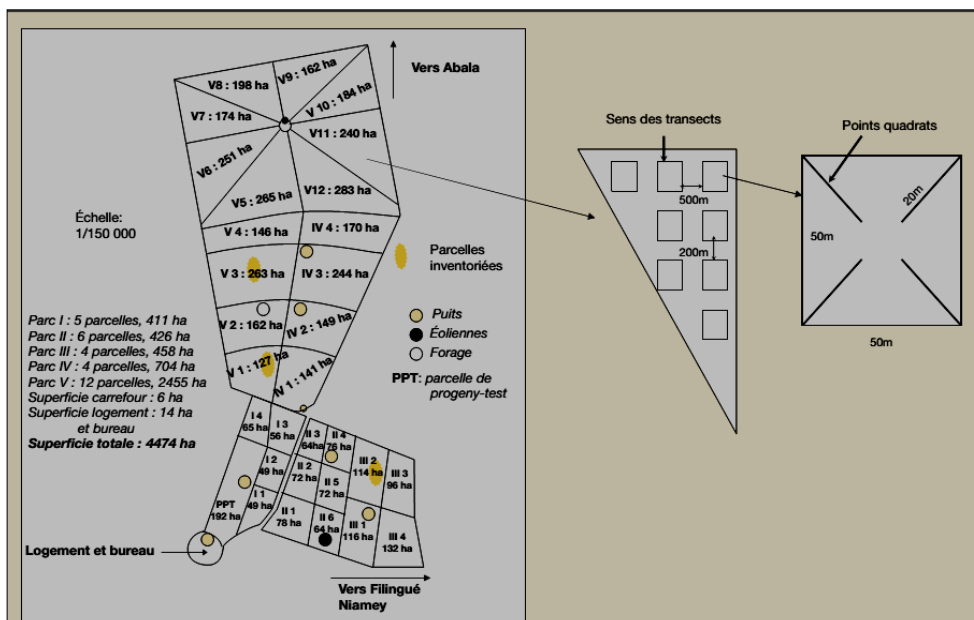 Vers Abala
V9 : 162 ha
V8 : 198 ha
V 10 : 184 ha
V7 : 174 ha
V11 : 240 ha
V6 : 251 ha
V12 : 283 ha
V5 : 265 ha
V 4 : 146 ha
IV 4 : 170 ha
V 3 : 263 ha
IV 3 : 244 ha
V 2 : 162 ha
IV 2 : 149 ha
V 1 : 127 ha
IV 1 : 141 ha
Échelle:
1/150 000
Parcelles
inventoriées
Puits
Éoliennes
Forage
PPT: parcelle de
progeny-test
Parc I : 5 parcelles, 411 ha
Parc II : 6 parcelles, 426 ha
Parc III : 4 parcelles, 458 ha
Parc IV : 4 parcelles, 704 ha
Parc V : 12 parcelles, 2455 ha
Superficie carrefour : 6 ha
Superficie logement : 14 ha
et bureau
Superficie totale : 4474 ha
I 4
65 ha
I 3
56 ha
II 3
64ha
II 4
76 ha
I 2
49 ha
II 2
72 ha
III 2
114 ha
III 3
96 ha
II 5
72 ha
I 1
49 ha
PPT
192 ha
II 1
78 ha
II 6
64 ha
III 1
116 ha
III 4
132 ha
Logement et bureau
Vers Filingué
Niamey
Sens des transects
500m
200m
Points quadrats
20m
50m
50m